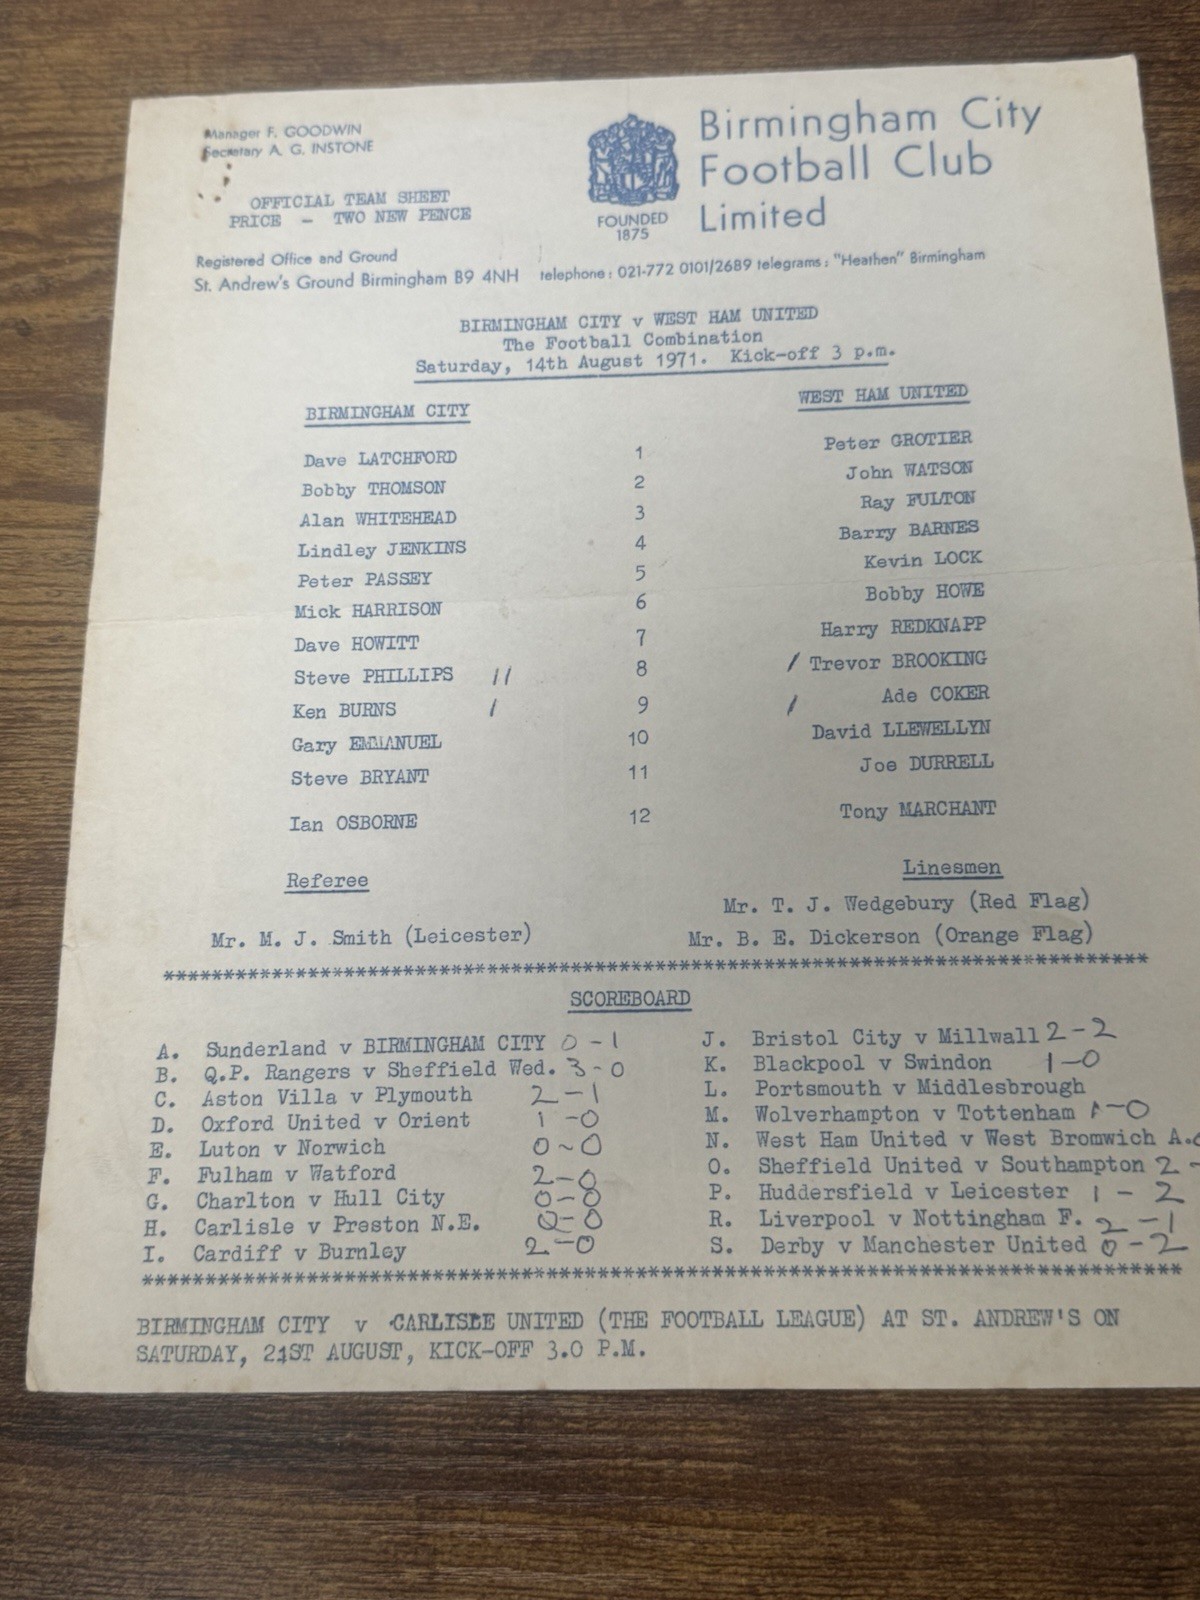 Manager F. GOODWIN
Secretary A. G. INSTONE
OFFICIAL TEAM SHEET
PRICE - TWO NEW PENCE
FOUNDED
1875
Birmingham City
Football Club
Limited
Registered Office and Ground
St. Andrew's Ground Birmingham B9 4NH telephone: 021-772 0101/2689 telegrams: "Heathen" Birmingham
BIRMINGHAM CITY v WEST HAM UNITED
The Football Combination
Saturday, 14th August 1971. Kick-off 3 p.m.
BIRMINGHAM CITY WEST HAM UNITED
Dave LATCHFORD 1 Peter GROTIER
Bobby THOMSON 2 John WATSON
Alan WHITEHEAD 3 Ray FULTON
Lindley JENKINS 4 Barry BARNES
Peter PASSEY 5 Kevin LOCK
Mick HARRISON 6 Bobby HOWE
Dave HOWITT 7 Harry REDKNAPP
Steve PHILLIPS // 8 / Trevor BROOKING
Ken BURNS / 9 / Ade COKER
Gary EMMANUEL 10 David LLEWELLYN
Steve BRYANT 11 Joe DURRELL
Ian OSBORNE 12 Tony MARCHANT
Referee Linesmen
Mr. T. J. Wedgebury (Red Flag)
Mr. M. J. Smith (Leicester) Mr. B. E. Dickerson (Orange Flag)
SCOREBOARD
A. Sunderland v BIRMINGHAM CITY 0-1
B. Q.P. Rangers v Sheffield Wed. 3-0
C. Aston Villa v Plymouth 2-1
D. Oxford United v Orient 1-0
E. Luton v Norwich 0-0
F. Fulham v Watford 2-0
G. Charlton v Hull City 0-0
H. Carlisle v Preston N.E. 0-0
I. Cardiff v Burnley 2-0
J. Bristol City v Millwall 2-2
K. Blackpool v Swindon 1-0
L. Portsmouth v Middlesbrough
M. Wolverhampton v Tottenham 1-0
N. West Ham United v West Bromwich A.
O. Sheffield United v Southampton 2-
P. Huddersfield v Leicester 1-2
R. Liverpool v Nottingham F. 2-1
S. Derby v Manchester United 0-2
BIRMINGHAM CITY v CARLISLE UNITED (THE FOOTBALL LEAGUE) AT ST. ANDREW'S ON
SATURDAY, 21ST AUGUST, KICK-OFF 3.0 P.M.